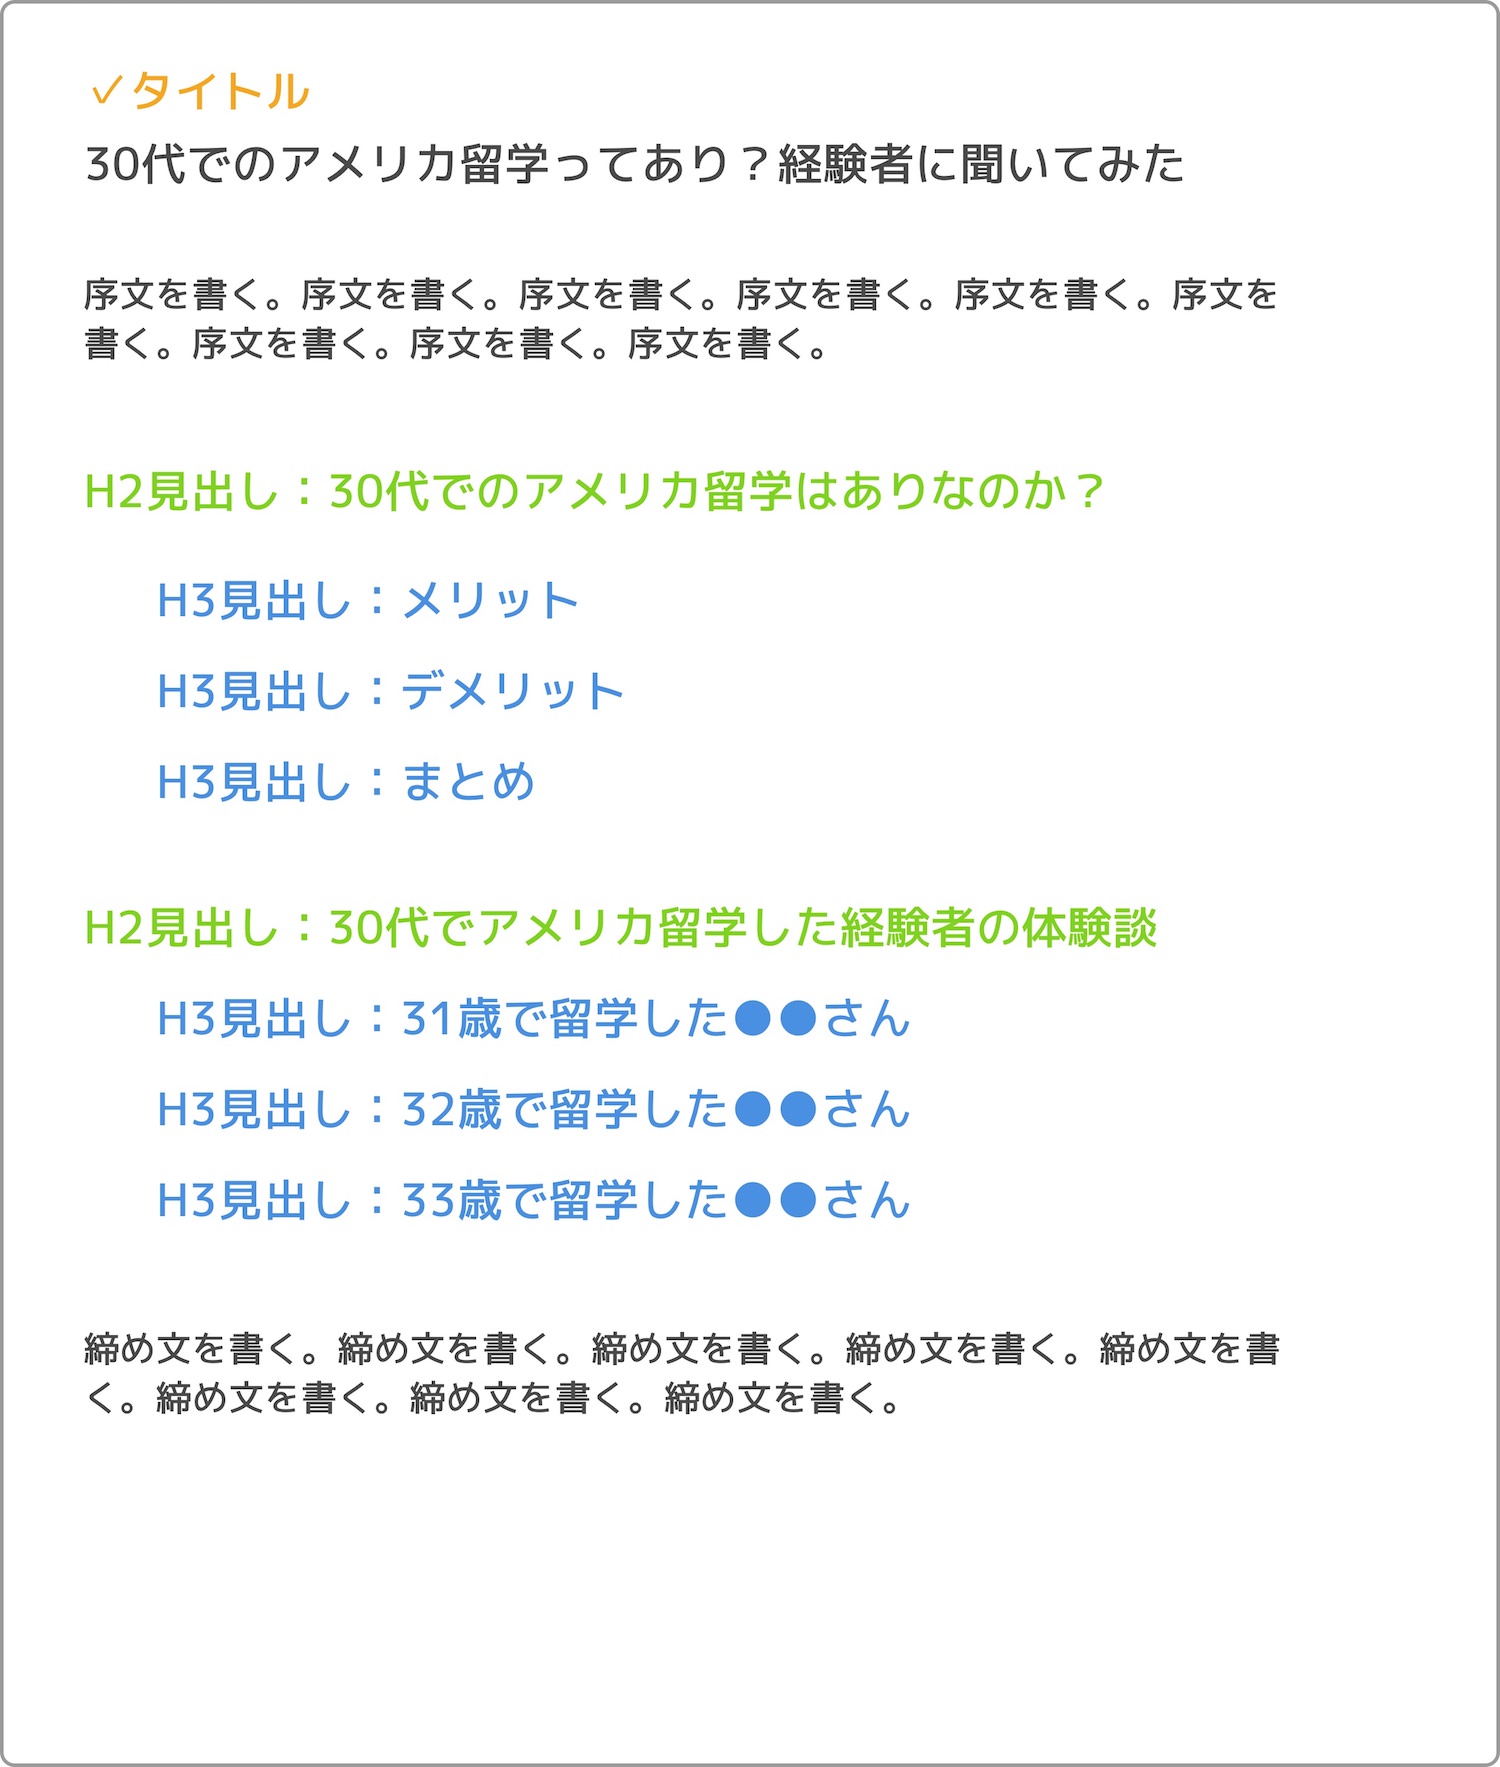 ✓タイトル
30代でのアメリカ留学ってあり？経験者に聞いてみた
序文を書く。序文を書く。序文を書く。序文を書く。序文を書く。序文を
書く。序文を書く。序文を書く。序文を書く。
H2見出し：30代でのアメリカ留学はありなのか？
H3見出し：メリット
H3見出し：デメリット
H3見出し：まとめ
H2見出し：30代でアメリカ留学した経験者の体験談
H3見出し：31歳で留学した●●さん
H3見出し：32歳で留学した●●さん
H3見出し：33歳で留学した●●さん
締め文を書く。締め文を書く。締め文を書く。締め文を書く。締め文を書
く。締め文を書く。締め文を書く。締め文を書く。